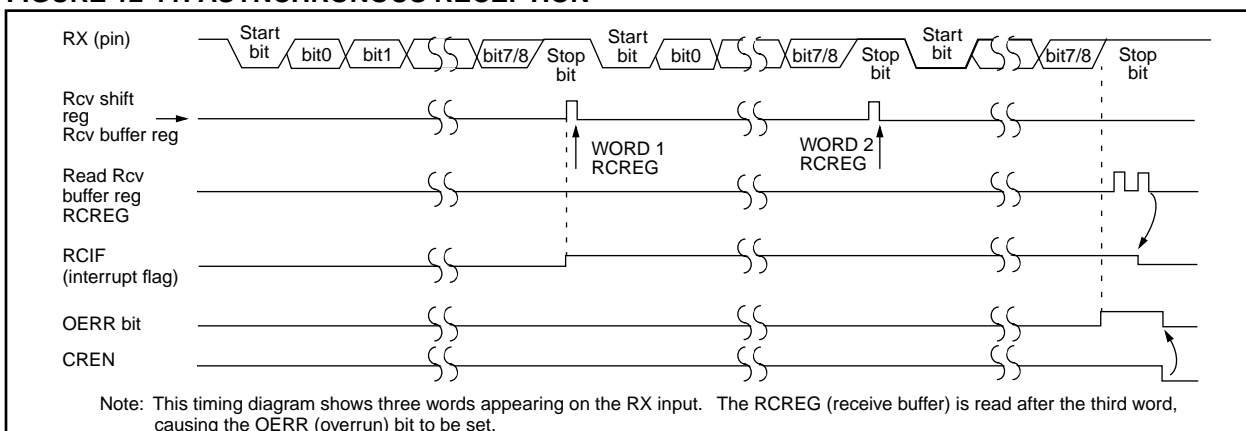 RX (pin) Start bit bit0 bit1 bit7/8 Stop bit Start bit bit0 bit7/8 Stop bit Start bit bit7/8 Stop bit
Rcv shift
reg
Rcv buffer reg
WORD 1
RCREG
WORD 2
RCREG
Read Rcv
buffer reg
RCREG
RCIF
(interrupt flag)
OERR bit
CREN
Note: This timing diagram shows three words appearing on the RX input. The RCREG (receive buffer) is read after the third word,
causing the OERR (overrun) bit to be set.